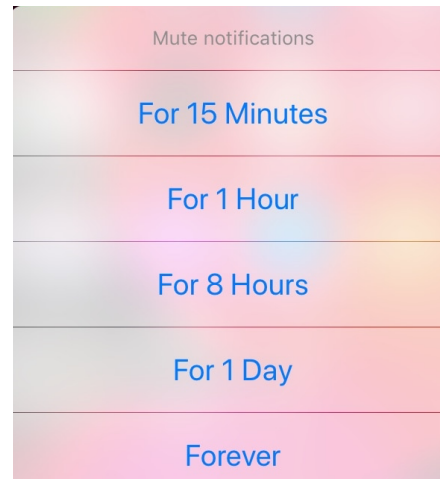 Mute notifications
For 15 Minutes
For 1 Hour
For 8 Hours
For 1 Day
Forever